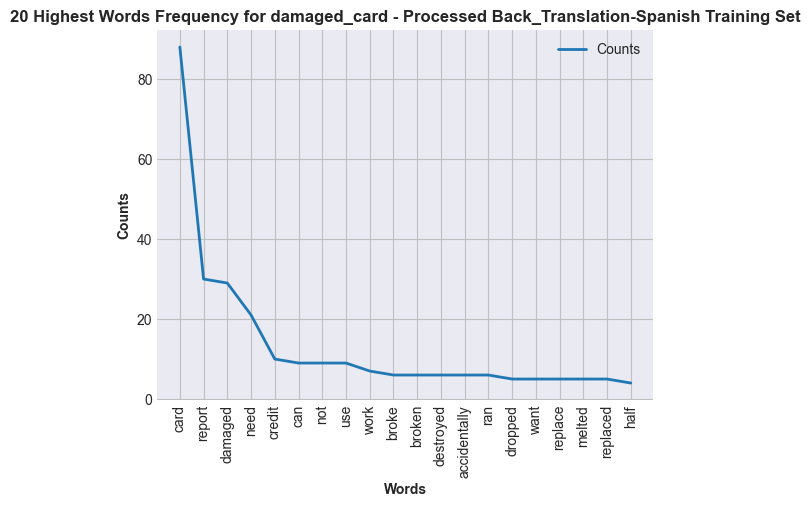 20 Highest Words Frequency for damaged_card - Processed Back_Translation-Spanish Training Set
Counts
Counts
80
60
40
20
0
card
report
damaged
need
credit
can
not
use
work
broke
broken
destroyed
accidentally
ran
dropped
want
replace
melted
replaced
half
Words